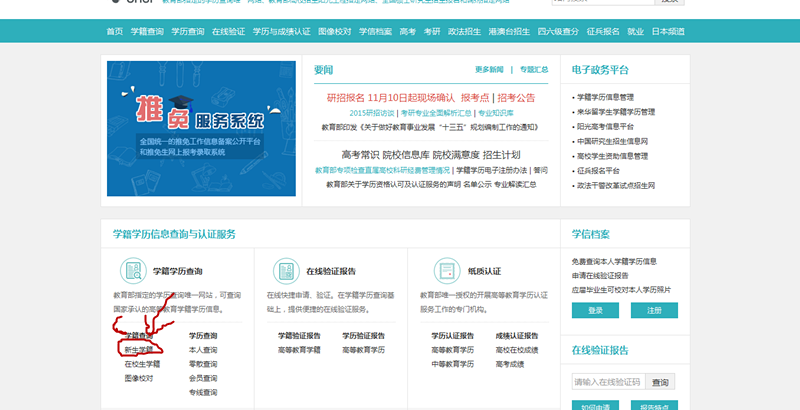 首页 学籍查询 学历查询 在线验证 学历与成绩认证 图像校对 学信档案 高考 考研 政法招生 港澳台招生 四六级查分 征兵报名 就业 日本频道
推免服务系统
全国统一的推免工作信息备案公开平台
和推免生网上报考录取系统
要闻
更多新闻 | 专题汇总
研招报名 11月10日起现场确认 报考点 | 招考公告
2015研招访谈 | 考研专业全面解析汇总 | 专业知识库
教育部印发《关于做好教育事业发展“十三五”规划编制工作的通知》
高考常识 院校信息库 院校满意度 招生计划
教育部专项检查直属高校科研经费管理情况 | 学籍学历电子注册办法 | 答问
教育部关于学历资格认可及认证服务的声明 名单公示 专业解读汇总
电子政务平台
• 学籍学历信息管理
• 来华留学生学籍学历管理
• 阳光高考信息平台
• 中国研究生招生信息网
• 高校学生资助信息管理
• 征兵报名平台
• 政法干警改革试点招生网
学籍学历信息查询与认证服务
学籍学历查询
教育部指定的学历查询唯一网站，可查询
国家承认的高等教育学籍学历信息。
学籍查询
新生学籍
在校生学籍
图像校对
学历查询
本人查询
零散查询
会员查询
专线查询
在线验证报告
在线快捷申请、验证。在学籍学历查询基
础上，提供便捷的在线验证服务。
学籍验证报告
高等教育学籍
学历验证报告
高等教育学历
纸质认证
教育部唯一授权的开展高等教育学历认证
服务工作的专门机构。
学历认证报告
高等教育学历
中等教育学历
成绩认证报告
高校在校成绩
高考成绩
学信档案
免费查询本人学籍学历信息
申请在线验证报告
应届毕业生可校对本人学历照片
登录
注册
在线验证报告
请输入在线验证码
查询
如何申请
报告特点